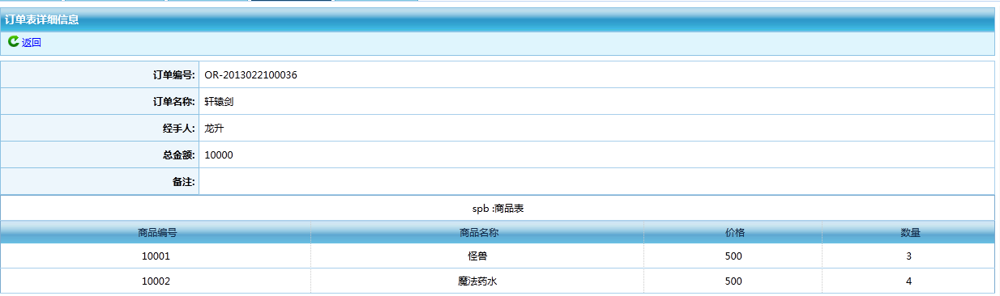 订单表详细信息
返回
订单编号: OR-2013022100036
订单名称: 轩辕剑
经手人: 龙升
总金额: 10000
备注:
spb :商品表
商品编号 商品名称 价格 数量
10001 怪兽 500 3
10002 魔法药水 500 4